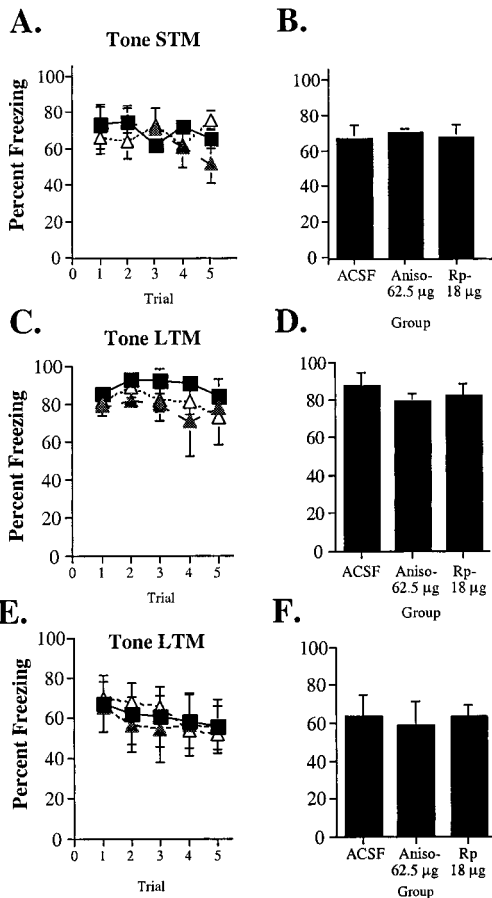 A.
Tone STM
Percent Freezing
100
80
60
40
20
0
0 1 2 3 4 5
Trial
B.
100
80
60
40
20
0
ACSF Aniso- Rp-
62.5 µg 18 µg
Group
C.
Tone LTM
Percent Freezing
100
80
60
40
20
0
0 1 2 3 4 5
Trial
D.
100
80
60
40
20
0
ACSF Aniso- Rp-
62.5 µg 18 µg
Group
E.
Tone LTM
Percent Freezing
100
80
60
40
20
0
0 1 2 3 4 5
Trial
F.
100
80
60
40
20
0
ACSF Aniso- Rp
62.5 µg 18 µg
Group